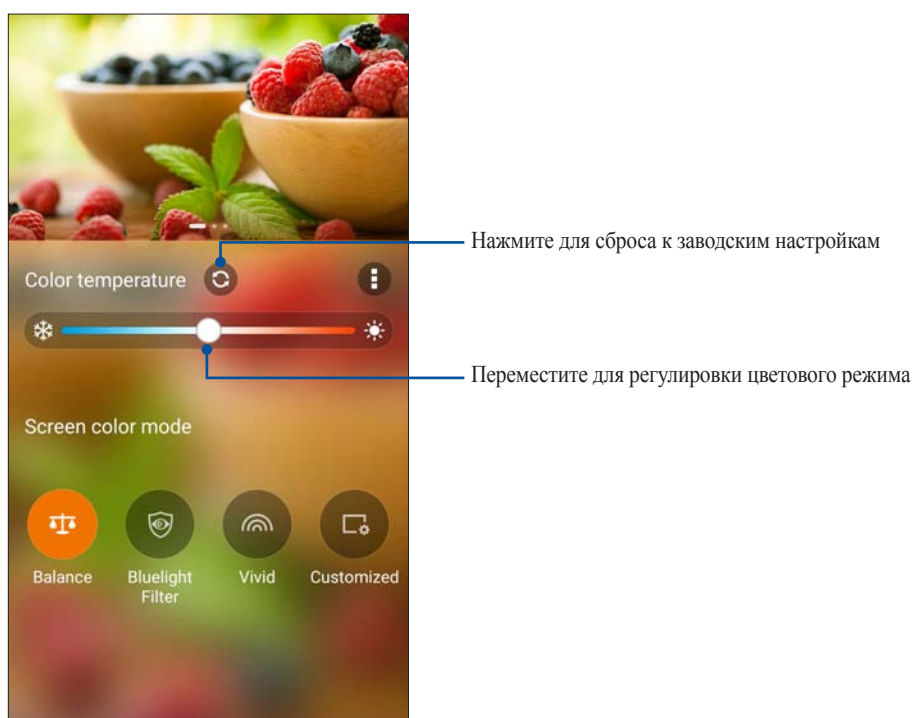 Нажмите для сброса к заводским настройкам
Color temperature
Переместите для регулировки цветового режима
Screen color mode
Balance
Bluelight
Filter
Vivid
Customized